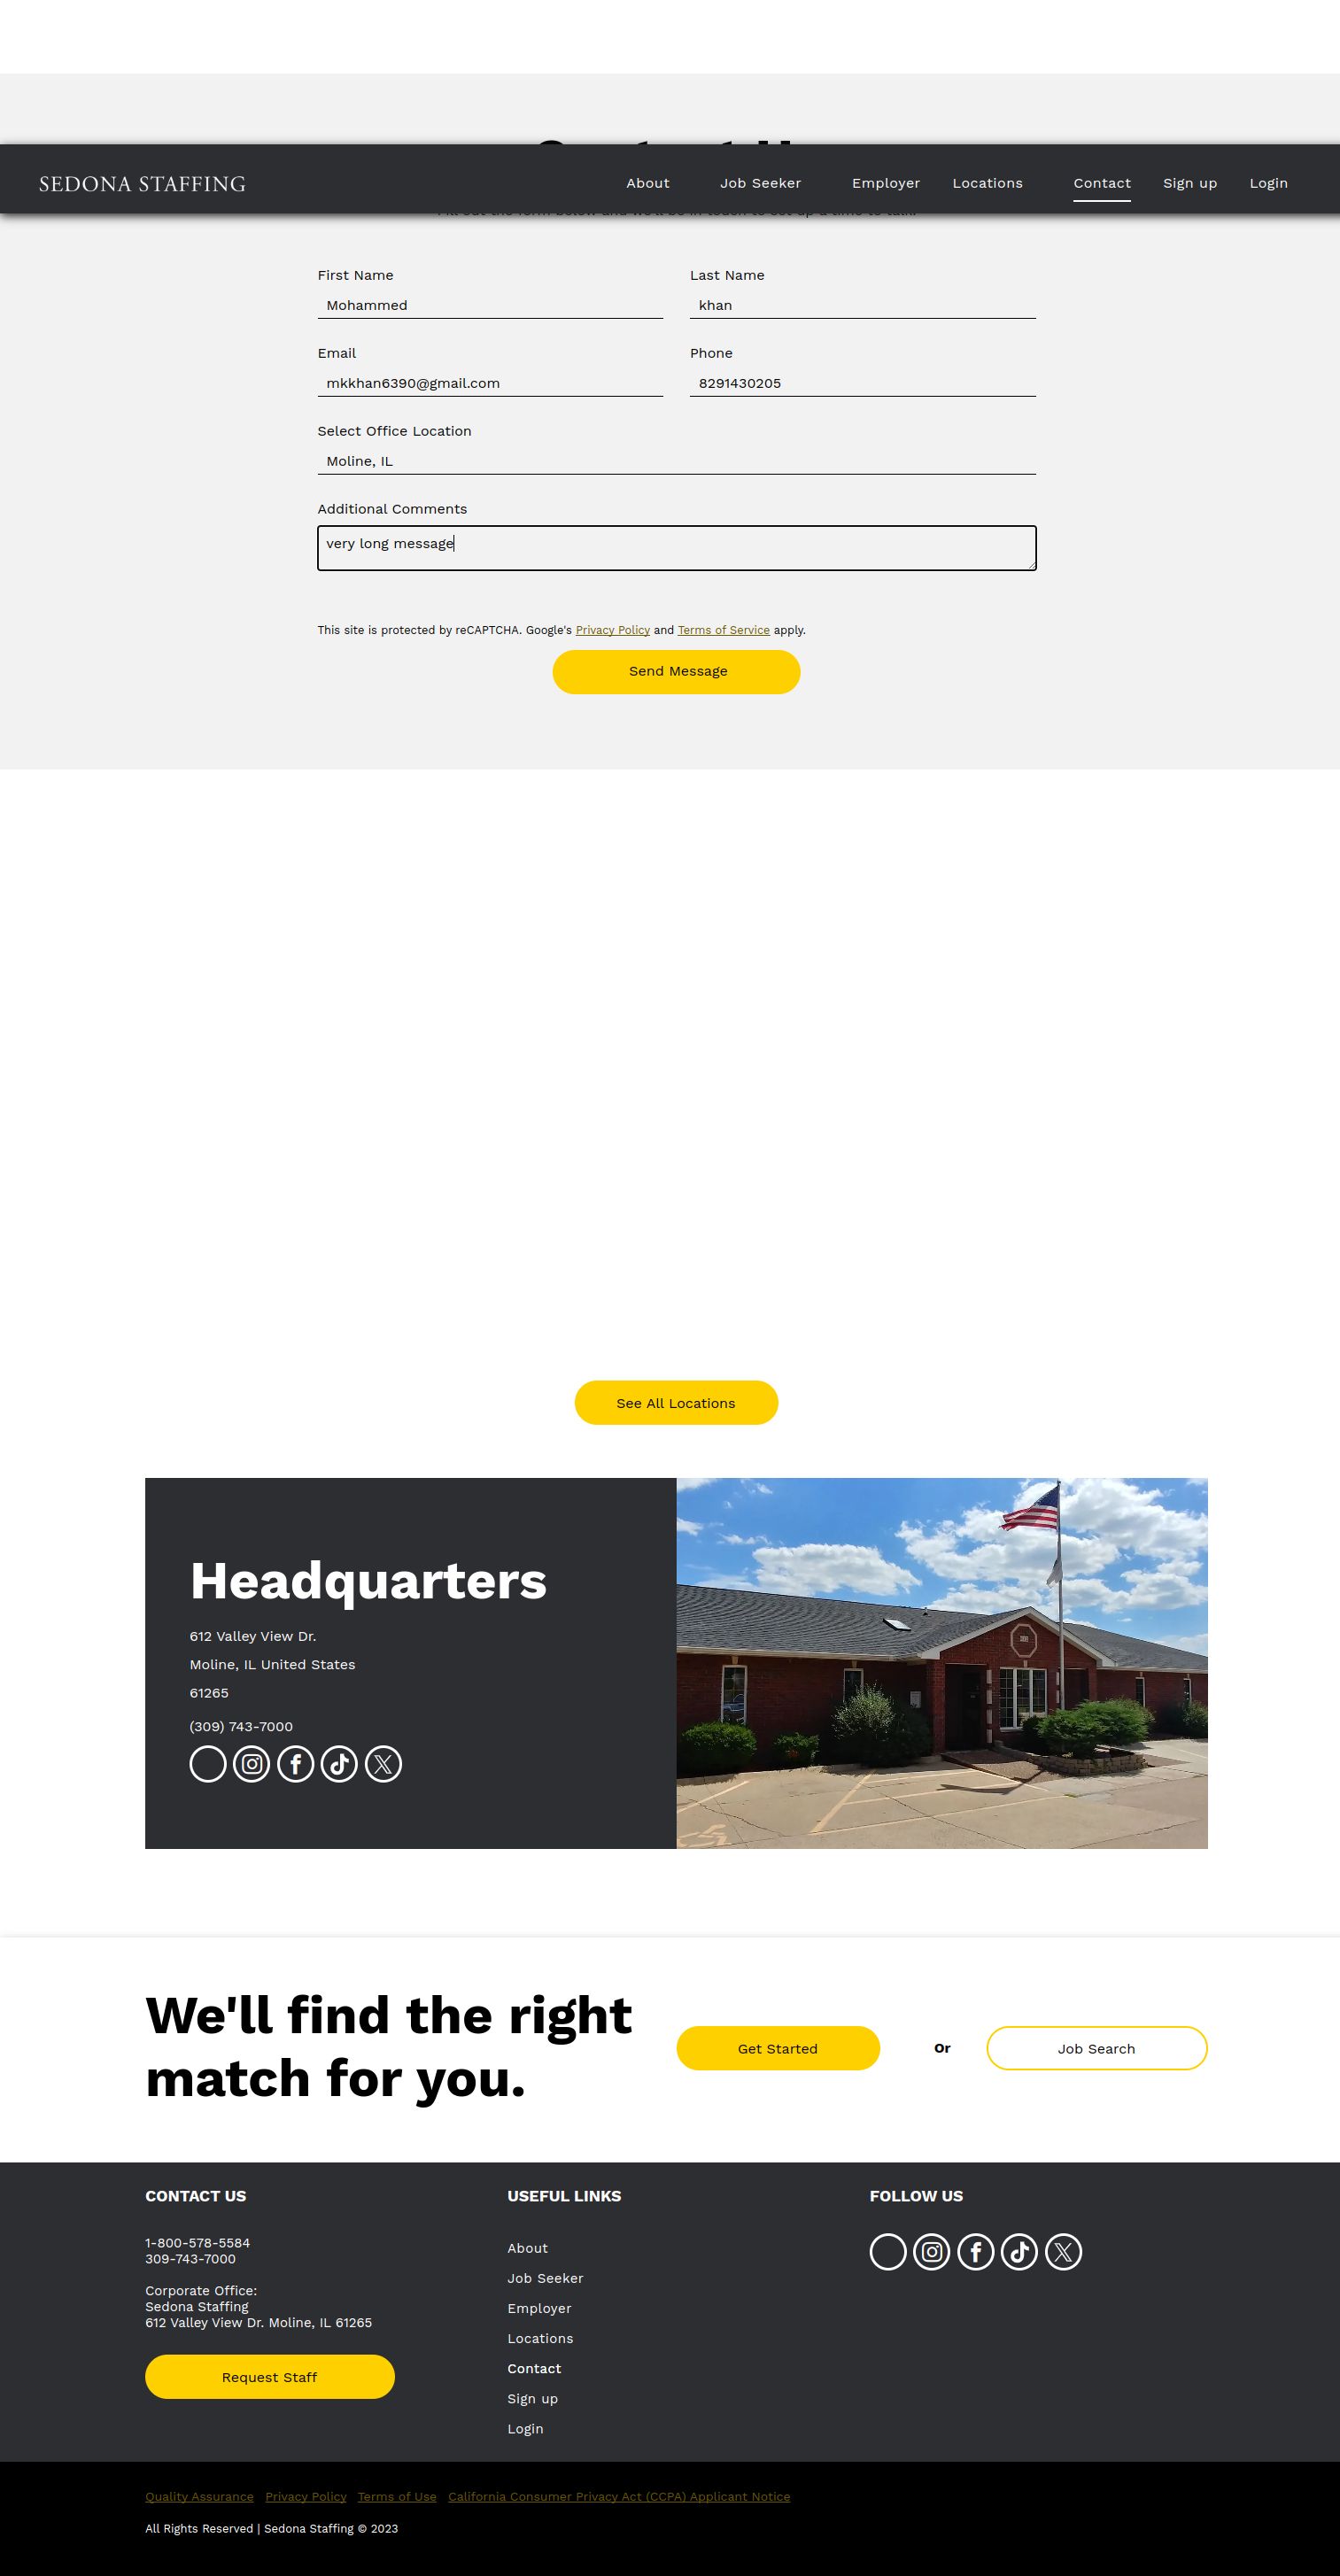 SEDONA STAFFING
About Job Seeker Employer Locations Contact Sign up Login
First Name Last Name
Mohammed khan
Email Phone
mkkhan6390@gmail.com 8291430205
Select Office Location
Moline, IL
Additional Comments
very long message
This site is protected by reCAPTCHA. Google's Privacy Policy and Terms of Service apply.
Send Message
See All Locations
Headquarters
612 Valley View Dr.
Moline, IL United States
61265
(309) 743-7000
We'll find the right
match for you.
Get Started Or Job Search
CONTACT US
1-800-578-5584
309-743-7000
Corporate Office:
Sedona Staffing
612 Valley View Dr. Moline, IL 61265
Request Staff
USEFUL LINKS
About
Job Seeker
Employer
Locations
Contact
Sign up
Login
FOLLOW US
Quality Assurance Privacy Policy Terms of Use California Consumer Privacy Act (CCPA) Applicant Notice
All Rights Reserved | Sedona Staffing © 2023